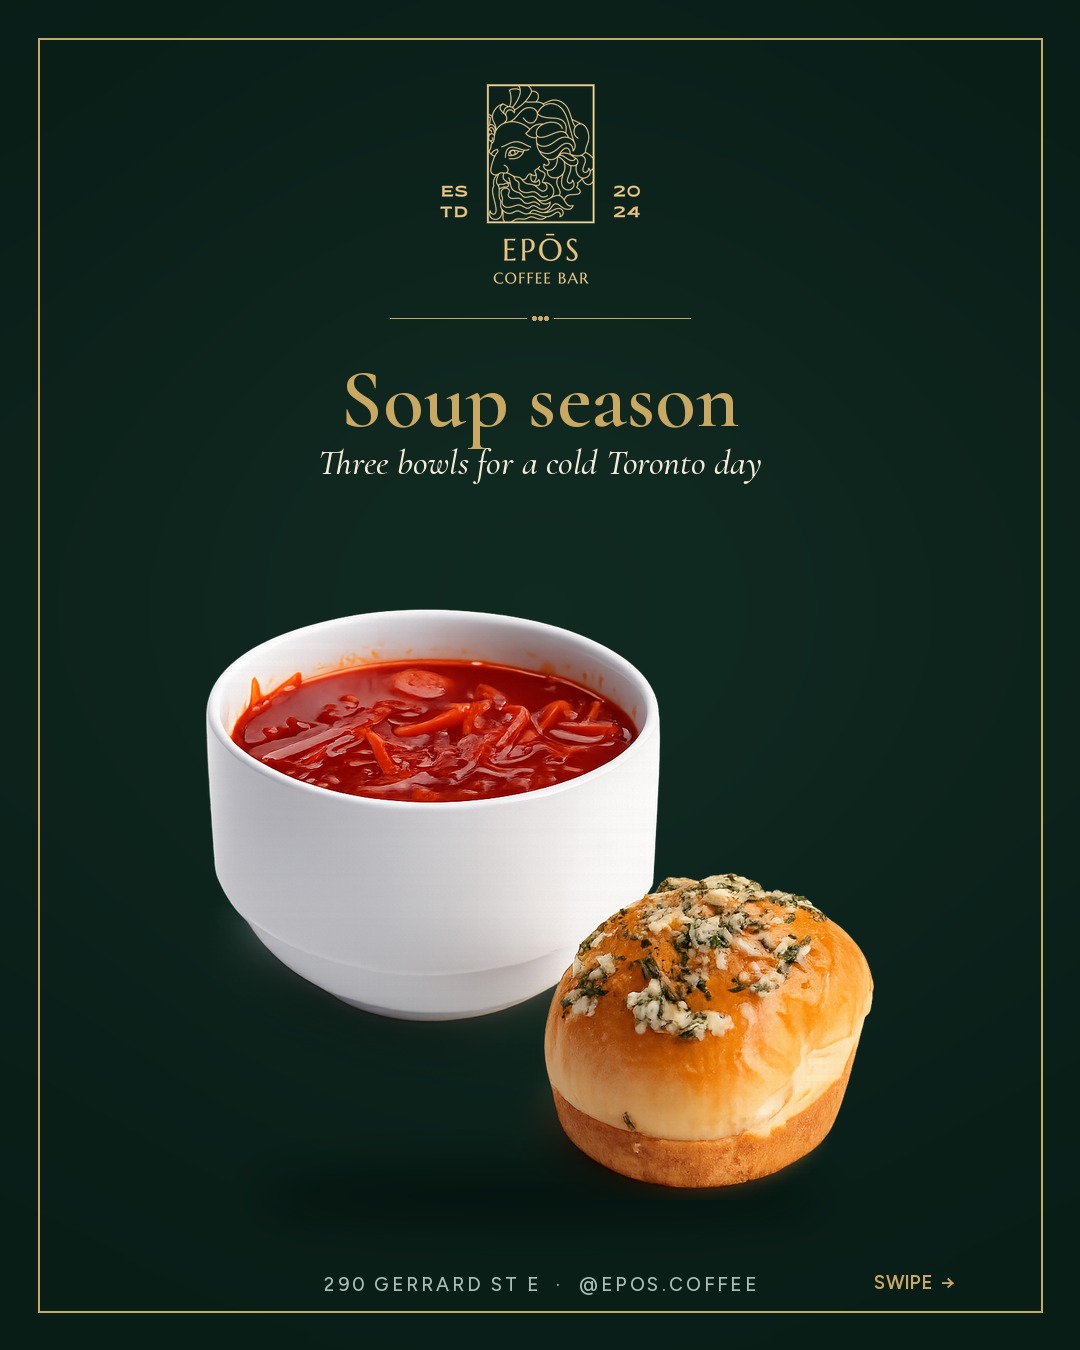 ES
TD
20
24
EPŌS
COFFEE BAR
Soup season
Three bowls for a cold Toronto day
290 GERRARD ST E · @EPOS.COFFEE
SWIPE →